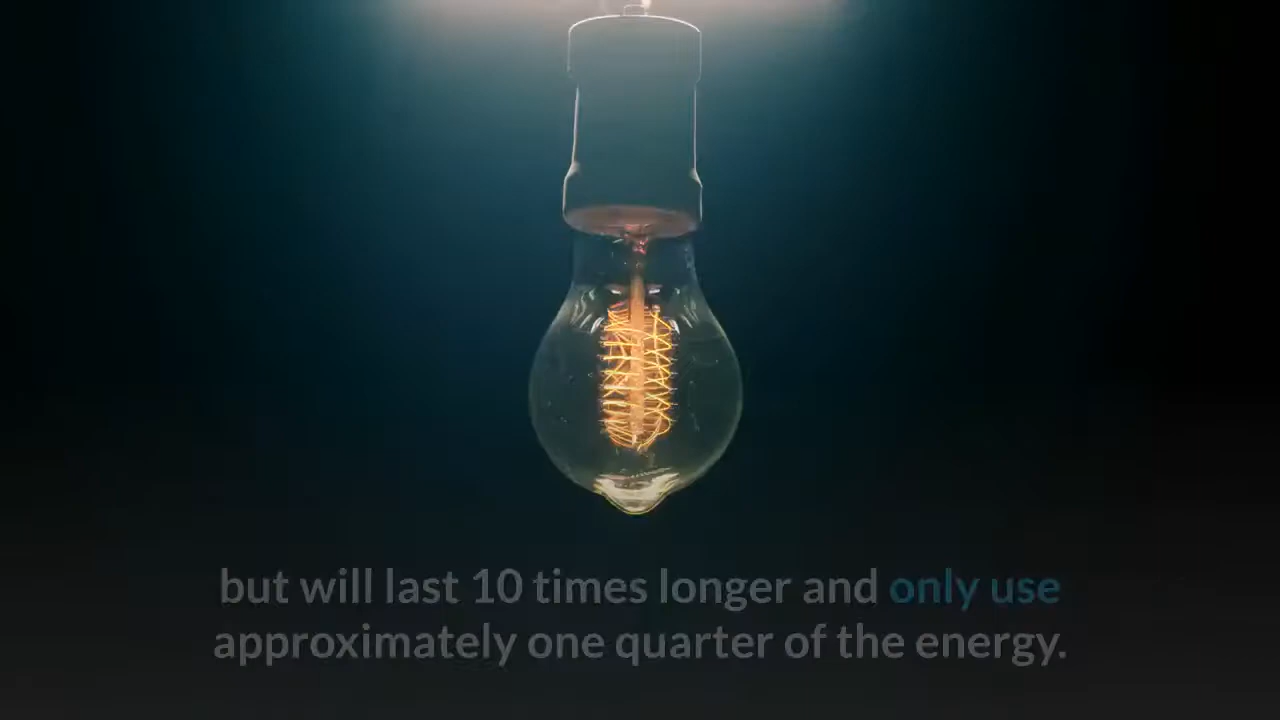 but will last 10 times longer and only use
approximately one quarter of the energy.